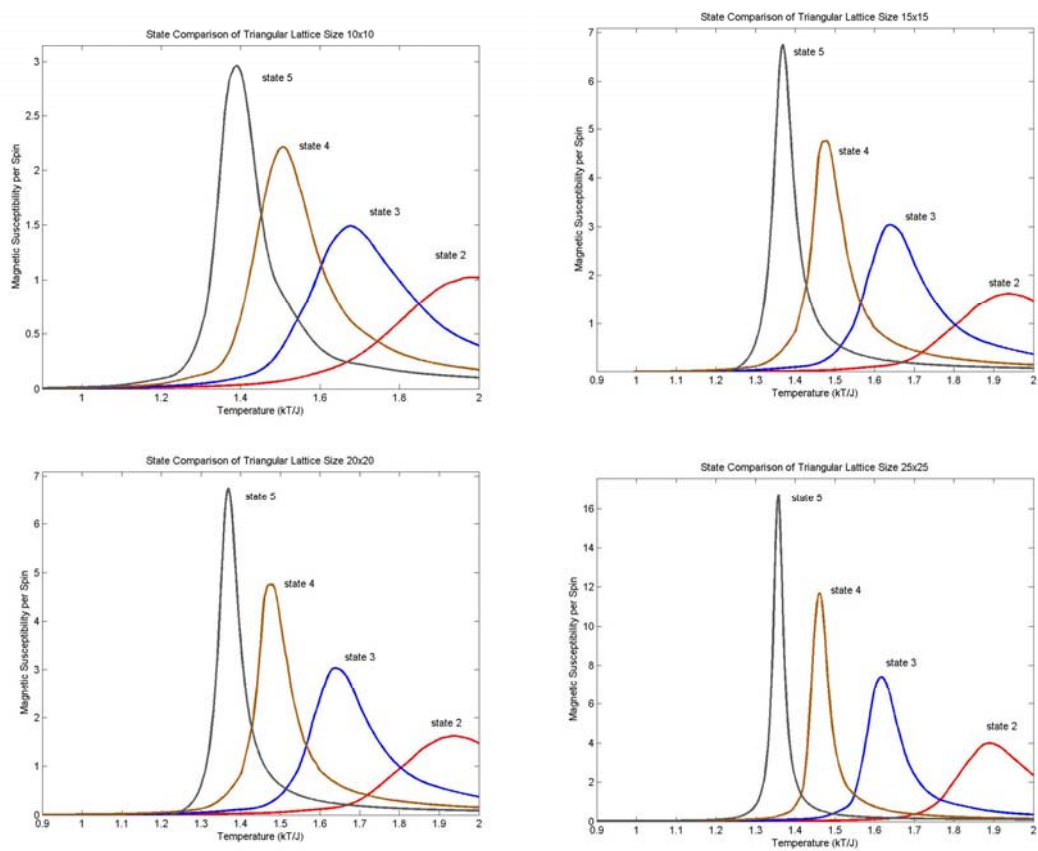 State Comparison of Triangular Lattice Size 10x10
Magnetic Susceptibility per Spin
3
2.5
2
1.5
1
0.5
0
state 5
state 4
state 3
state 2
1 1.1 1.2 1.3 1.4 1.5 1.6 1.7 1.8 1.9 2
Temperature (kT/J)
State Comparison of Triangular Lattice Size 15x15
Magnetic Susceptibility per Spin
7
6
5
4
3
2
1
state 5
state 4
state 3
state 2
0.9 1 1.1 1.2 1.3 1.4 1.5 1.6 1.7 1.8 1.9 2
Temperature (kT/J)
State Comparison of Triangular Lattice Size 20x20
Magnetic Susceptibility per Spin
7
6
5
4
3
2
1
0
state 5
state 4
state 3
state 2
0.9 1 1.1 1.2 1.3 1.4 1.5 1.6 1.7 1.8 1.9 2
Temperature (kT/J)
State Comparison of Triangular Lattice Size 25x25
Magnetic Susceptibility per Spin
16
14
12
10
8
6
4
2
0
state 5
state 4
state 3
state 2
0.9 1 1.1 1.2 1.3 1.4 1.5 1.6 1.7 1.8 1.9 2
Temperature (kT/J)